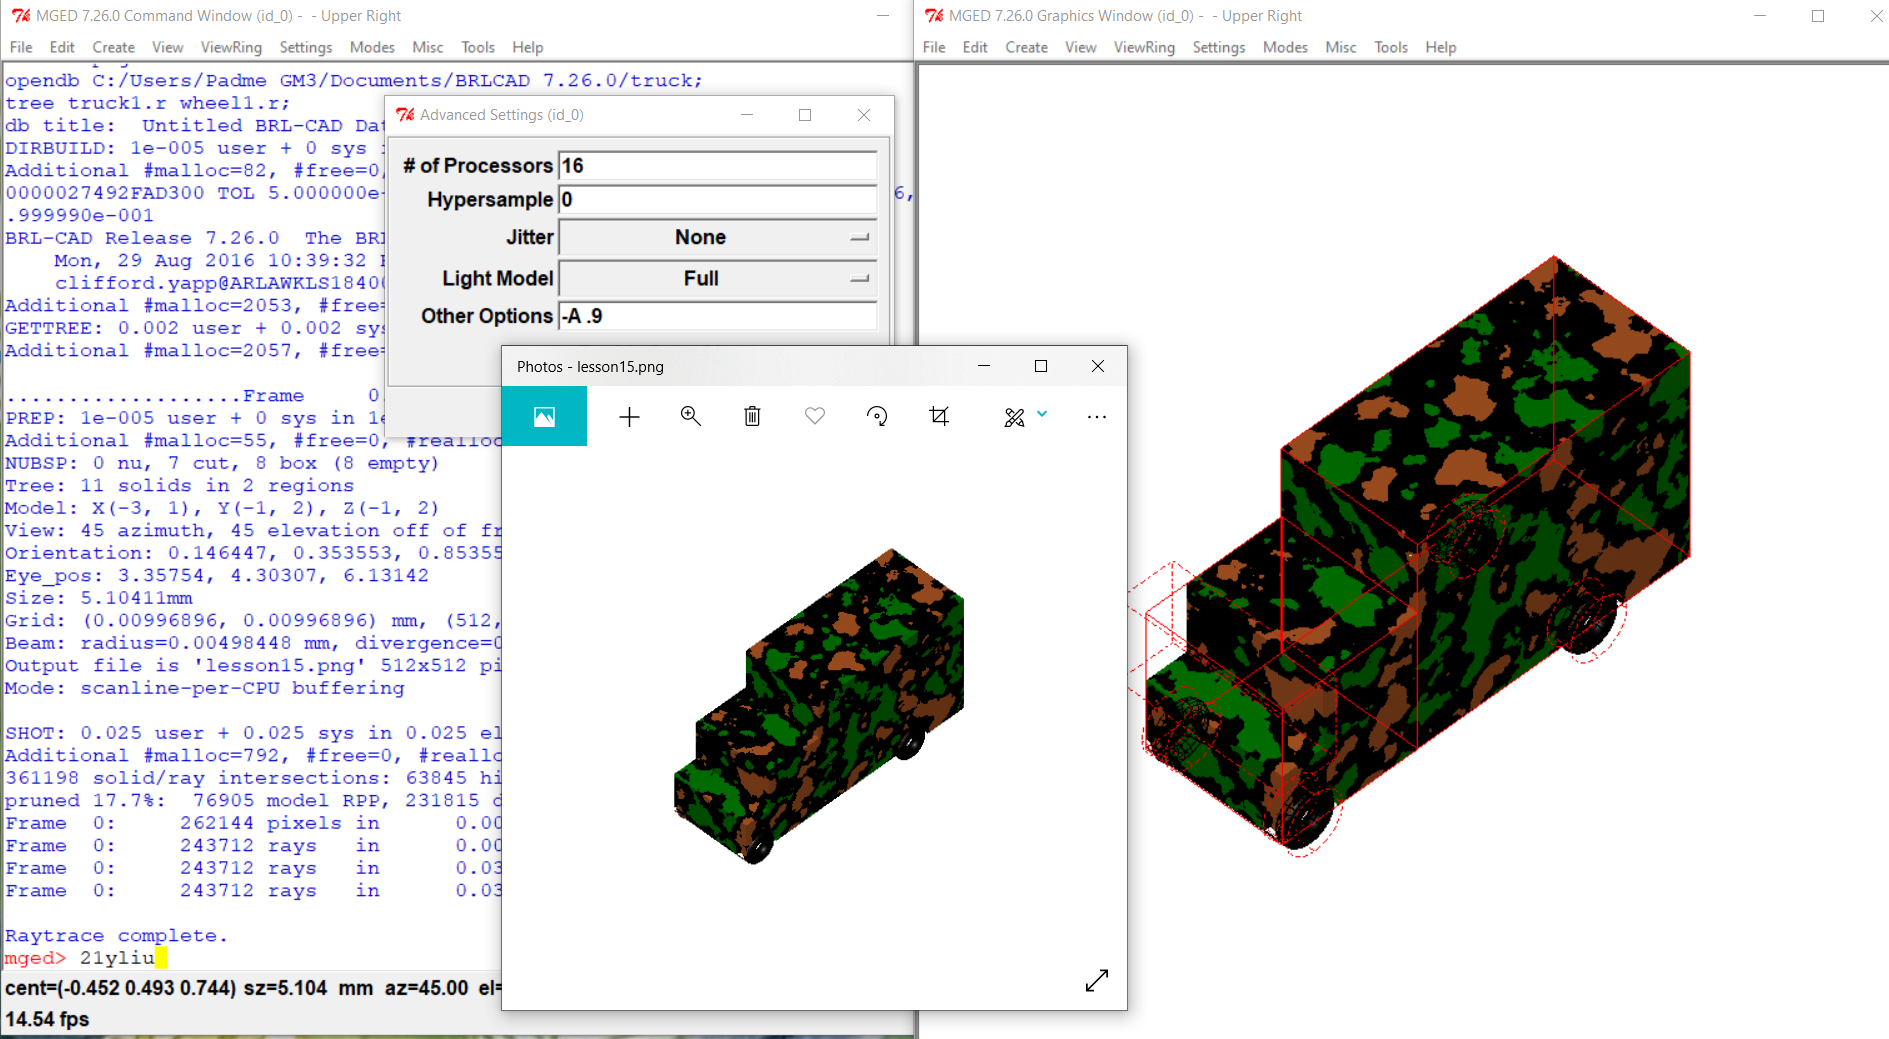 MGED 7.26.0 Command Window (id_0) - - Upper Right
File Edit Create View ViewRing Settings Modes Misc Tools Help
opendb C:/Users/Padme GM3/Documents/BRLCAD 7.26.0/truck;
tree truck1.r wheel1.r;
db title: Untitled BRL-CAD Dat
DIRBUILD: 1e-005 user + 0 sys
Additional #malloc=82, #free=0,
0000027492FAD300 TOL 5.000000e- 6,
.999990e-001
BRL-CAD Release 7.26.0 The BRL
Mon, 29 Aug 2016 10:39:32
clifford.yapp@ARLAWKLS1840
Additional #malloc=2053, #free=
GETTREE: 0.002 user + 0.002 sys
Additional #malloc=2057, #free=
...................Frame 0
PREP: 1e-005 user + 0 sys in 1e
Additional #malloc=55, #free=0, #realloc
NUBSP: 0 nu, 7 cut, 8 box (8 empty)
Tree: 11 solids in 2 regions
Model: X(-3, 1), Y(-1, 2), Z(-1, 2)
View: 45 azimuth, 45 elevation off of fr
Orientation: 0.146447, 0.353553, 0.85355
Eye_pos: 3.35754, 4.30307, 6.13142
Size: 5.10411mm
Grid: (0.00996896, 0.00996896) mm, (512,
Beam: radius=0.00498448 mm, divergence=0
Output file is 'lesson15.png' 512x512 pi
Mode: scanline-per-CPU buffering
SHOT: 0.025 user + 0.025 sys in 0.025 el
Additional #malloc=792, #free=0, #reallo
361198 solid/ray intersections: 63845 hi
pruned 17.7%: 76905 model RPP, 231815 d
Frame 0: 262144 pixels in 0.00
Frame 0: 243712 rays in 0.00
Frame 0: 243712 rays in 0.03
Frame 0: 243712 rays in 0.03
Raytrace complete.
mged> 21yliu
cent=(-0.452 0.493 0.744) sz=5.104 mm az=45.00 el=
14.54 fps
Advanced Settings (id_0)
# of Processors 16
Hypersample 0
Jitter None
Light Model Full
Other Options -A .9
Photos - lesson15.png
MGED 7.26.0 Graphics Window (id_0) - - Upper Right
File Edit Create View ViewRing Settings Modes Misc Tools Help